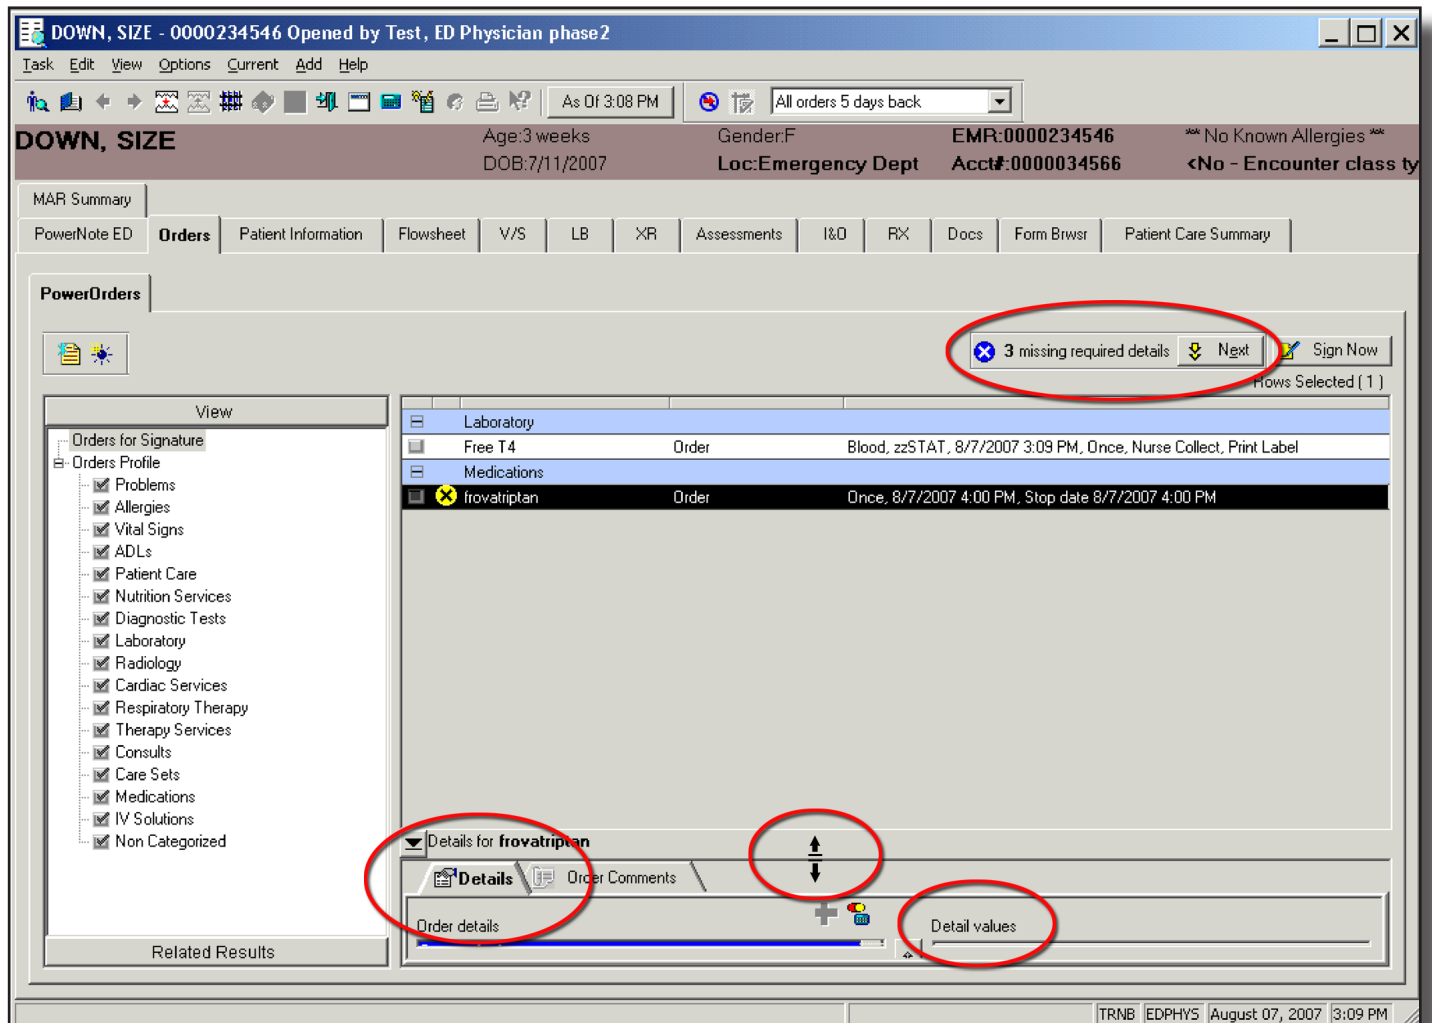 DOWN, SIZE - 0000234546 Opened by Test, ED Physician phase2
Task Edit View Options Current Add Help
As Of 3:08 PM All orders 5 days back
DOWN, SIZE Age:3 weeks Gender:F EMR:0000234546 *** No Known Allergies ***
DOB:7/11/2007 Loc:Emergency Dept Acct#:0000034566 <No - Encounter class ty
MAR Summary
PowerNote ED Orders Patient Information Flowsheet V/S LB XR Assessments I&O RX Docs Form Brwsr Patient Care Summary
PowerOrders
3 missing required details Next Sign Now
Rows Selected ( 1 )
View
Orders for Signature
Orders Profile
Problems
Allergies
Vital Signs
ADLs
Patient Care
Nutrition Services
Diagnostic Tests
Laboratory
Radiology
Cardiac Services
Respiratory Therapy
Therapy Services
Consults
Care Sets
Medications
IV Solutions
Non Categorized
Related Results
Laboratory
Free T4 Order Blood, zzSTAT, 8/7/2007 3:09 PM, Once, Nurse Collect, Print Label
Medications
frovatriptan Order Once, 8/7/2007 4:00 PM, Stop date 8/7/2007 4:00 PM
Details for frovatriptan
Details Order Comments
Order details Detail values
TRNB EDPHYS August 07, 2007 3:09 PM